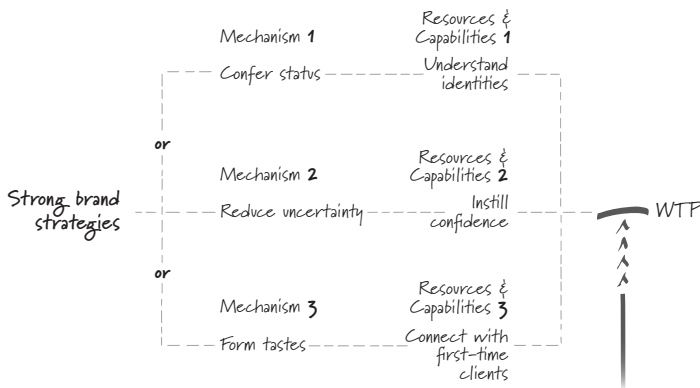 Mechanism 1
Resources &
Capabilities 1
Confer status
Understand
identities
or
Mechanism 2
Resources &
Capabilities 2
Strong brand
strategies
Reduce uncertainty
Instill
confidence
WTP
or
Mechanism 3
Resources &
Capabilities 3
Form tastes
Connect with
first-time
clients